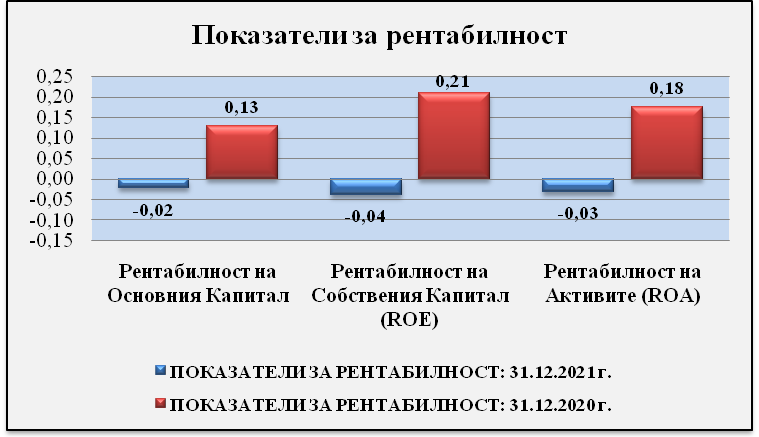 Показатели за рентабилност
0,25
0,20
0,15
0,10
0,05
0,00
-0,05
-0,10
-0,15
0,13
0,21
0,18
-0,02
-0,04
-0,03
Рентабилност на
Основния Капитал
Рентабилност на
Собствения Капитал
(ROE)
Рентабилност на
Активите (ROA)
ПОКАЗАТЕЛИ ЗА РЕНТАБИЛНОСТ: 31.12.2021 г.
ПОКАЗАТЕЛИ ЗА РЕНТАБИЛНОСТ: 31.12.2020 г.